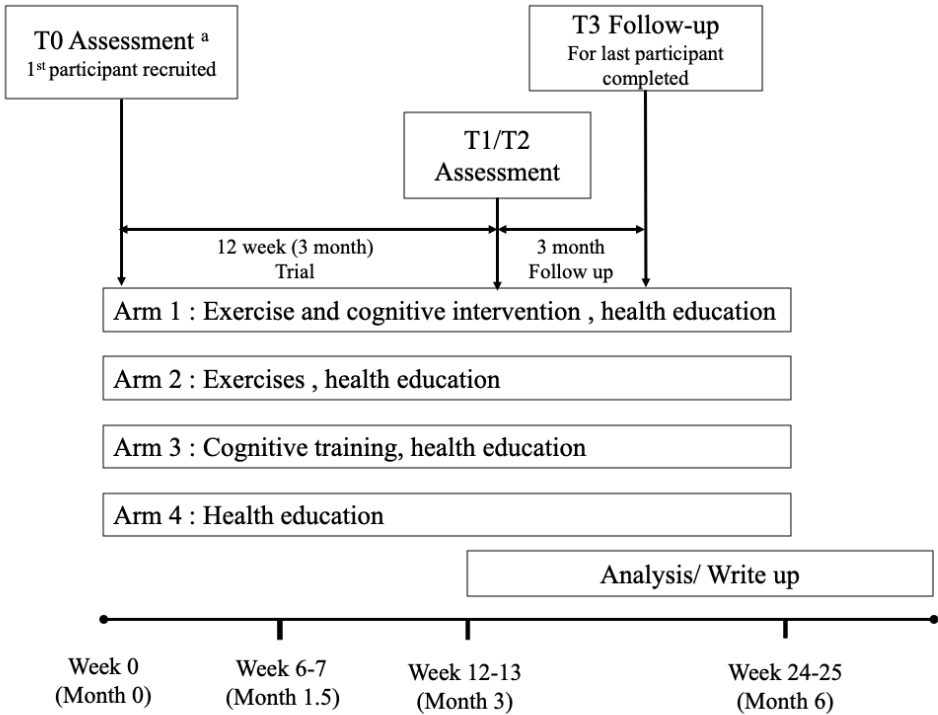 T0 Assessment ᵃ
1ˢᵗ participant recruited
T3 Follow-up
For last participant
completed
T1/T2
Assessment
12 week (3 month)
Trial
3 month
Follow up
Arm 1 : Exercise and cognitive intervention , health education
Arm 2 : Exercises , health education
Arm 3 : Cognitive training, health education
Arm 4 : Health education
Analysis/ Write up
Week 0
(Month 0)
Week 6-7
(Month 1.5)
Week 12-13
(Month 3)
Week 24-25
(Month 6)